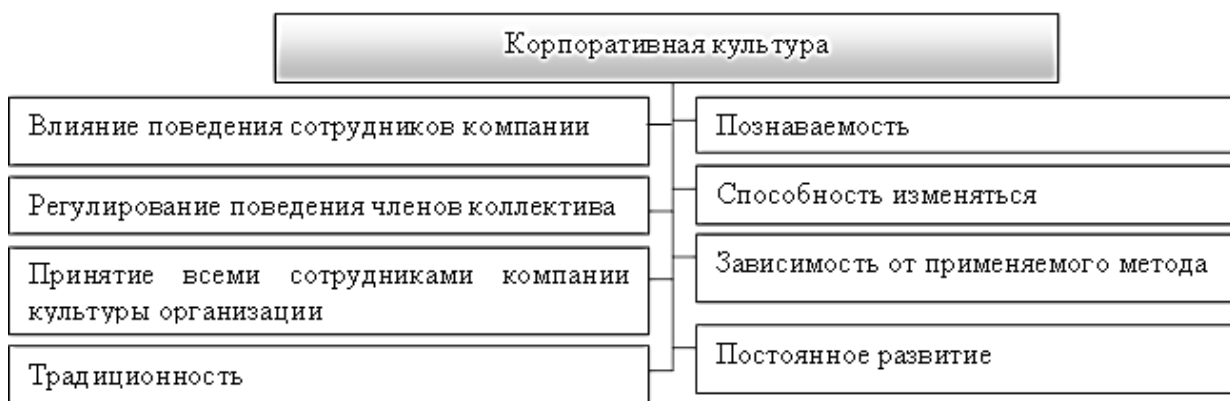 Корпоративная культура
Влияние поведения сотрудников компании
Регулирование поведения членов коллектива
Принятие всеми сотрудниками компании
культуры организации
Традиционность
Познаваемость
Способность изменяться
Зависимость от применяемого метода
Постоянное развитие